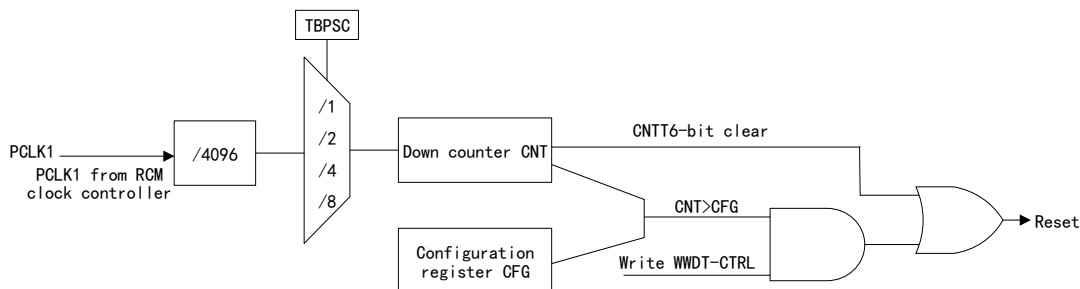 TBPSC
/1
/2
/4
/8
PCLK1
/4096
PCLK1 from RCM
clock controller
Down counter CNT
CNTT6-bit clear
CNT>CFG
Configuration
register CFG
Write WWDT-CTRL
Reset